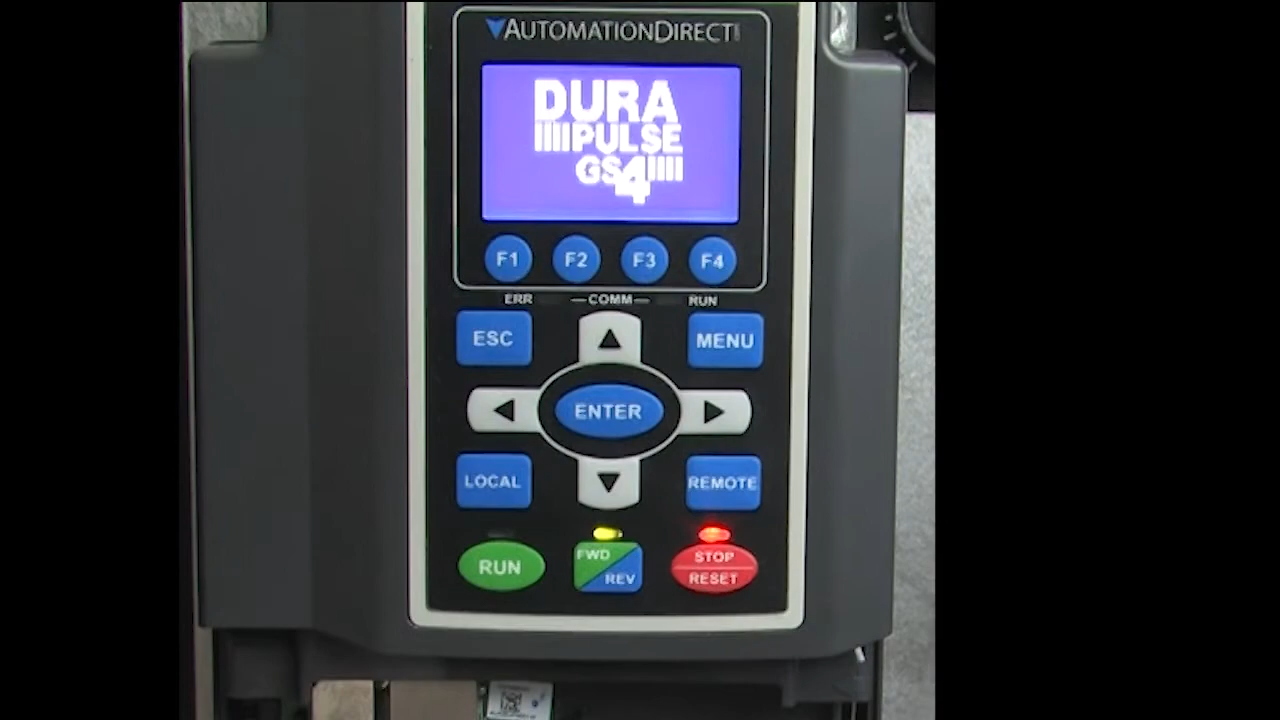 AUTOMATIONDIRECT
DURA
PULSE
GS4
F1 F2 F3 F4
ERR COMM RUN
ESC MENU
ENTER
LOCAL REMOTE
RUN FWD REV STOP RESET